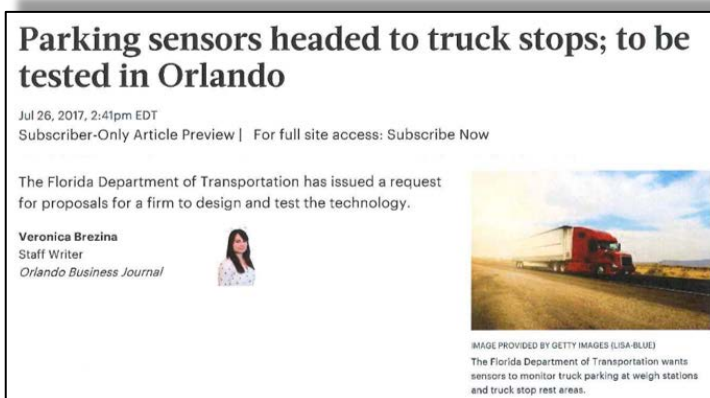 Parking sensors headed to truck stops; to be
tested in Orlando
Jul 26, 2017, 2:41pm EDT
Subscriber-Only Article Preview | For full site access: Subscribe Now
The Florida Department of Transportation has issued a request
for proposals for a firm to design and test the technology.
Veronica Brezina
Staff Writer
Orlando Business Journal
IMAGE PROVIDED BY GETTY IMAGES (LISA-BLUE)
The Florida Department of Transportation wants
sensors to monitor truck parking at weigh stations
and truck stop rest areas.